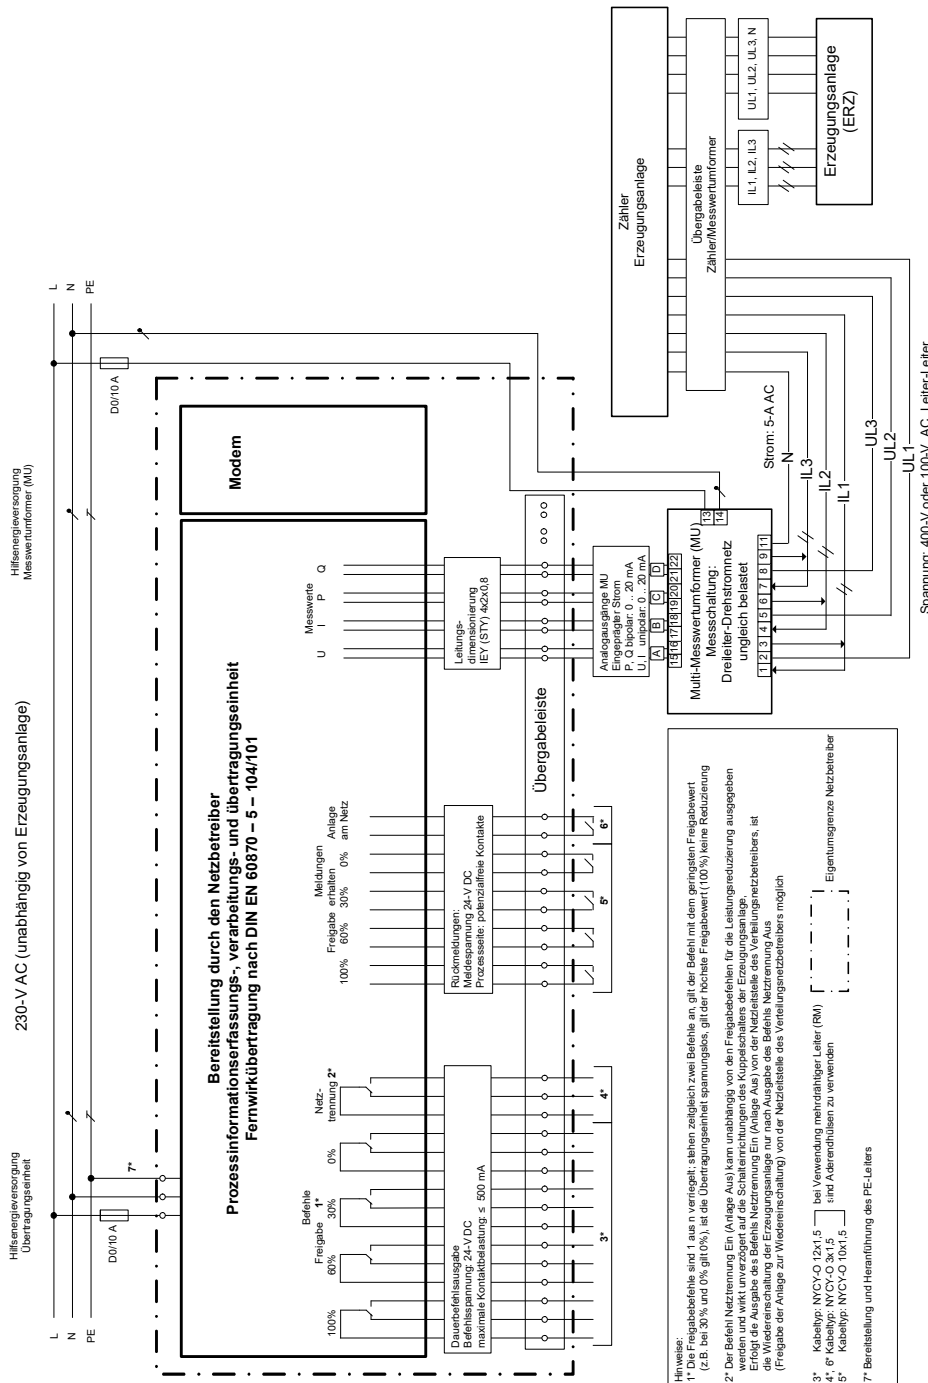 230-V AC (unabhängig von Erzeugungsanlage)
Hilfsenergieversorgung
Übertragungseinheit
Hilfsenergieversorgung
Messwertumformer (MU)
L
N
PE
L
N
PE
D0/10 A
D0/10 A
7*
Bereitstellung durch den Netzbetreiber
Prozessinformationserfassungs-, verarbeitungs- und übertragungseinheit
Fernwirkübertragung nach DIN EN 60870 – 5 – 104/101
Modem
Befehle
Freigabe 1*
100%
60%
30%
0%
Netz-
trennung 2*
Meldungen
Freigabe erhalten
100%
60%
30%
0%
Anlage
am Netz
Messwerte
U
I
P
Q
Dauerbefehlsausgabe
Befehlsspannung: 24-V DC
maximale Kontaktbelastung: ≤ 500 mA
Rückmeldungen:
Meldespannung 24-V DC
Prozessseite: potenzialfreie Kontakte
Leitungs-
dimensionierung
IEY (STY) 4x2x0,8
Übergabeleiste
3*
4*
5*
6*
Analogausgänge MU
Eingeprägter Strom
P, Q bipolar: 0 .. 20 mA
U, I unipolar: 0 .. 20 mA
A
B
C
D
15 16 17 18 19 20 21 22
Multi-Messwertumformer (MU)
Messschaltung:
Dreileiter-Drehstromnetz
ungleich belastet
13
14
1 2 3 4 5 6 7 8 9 11
Zähler
Erzeugungsanlage
Übergabeleiste
Zähler/Messwertumformer
IL1, IL2, IL3
UL1, UL2, UL3, N
Erzeugungsanlage
(ERZ)
Strom: 5-A AC
N
IL3
IL2
IL1
UL3
UL2
UL1
Spannung: 400-V oder 100-V AC, Leiter-Leiter
Hinweise:
1* Die Freigabebefehle sind 1 aus n verriegelt; stehen zeitgleich zwei Befehle an, gilt der Befehl mit dem geringsten Freigabewert
(z.B. bei 30% und 0% gilt 0%), ist die Übertragungseinheit spannungslos, gilt der höchste Freigabewert (100%) keine Reduzierung
2* Der Befehl Netztrennung Ein (Anlage Aus) kann unabhängig von den Freigabebefehlen für die Leistungsreduzierung ausgegeben
werden und wirkt unverzögert auf die Schalteinrichtungen des Kuppelschalters der Erzeugungsanlage.
Erfolgt die Ausgabe des Befehls Netztrennung Ein (Anlage Aus) von der Netzleitstelle des Verteilungsnetzbetreibers, ist
die Wiedereinschaltung der Erzeugungsanlage nur nach Ausgabe des Befehls Netztrennung Aus
(Freigabe der Anlage zur Wiedereinschaltung) von der Netzleitstelle des Verteilungsnetzbetreibers möglich
3* Kabeltyp: NYCY-O 12x1,5
4*, 6* Kabeltyp: NYCY-O 3x1,5
5* Kabeltyp: NYCY-O 10x1,5
bei Verwendung mehrdrähtiger Leiter (RM)
sind Aderendhülsen zu verwenden
Eigentumsgrenze Netzbetreiber
7* Bereitstellung und Heranführung des PE-Leiters